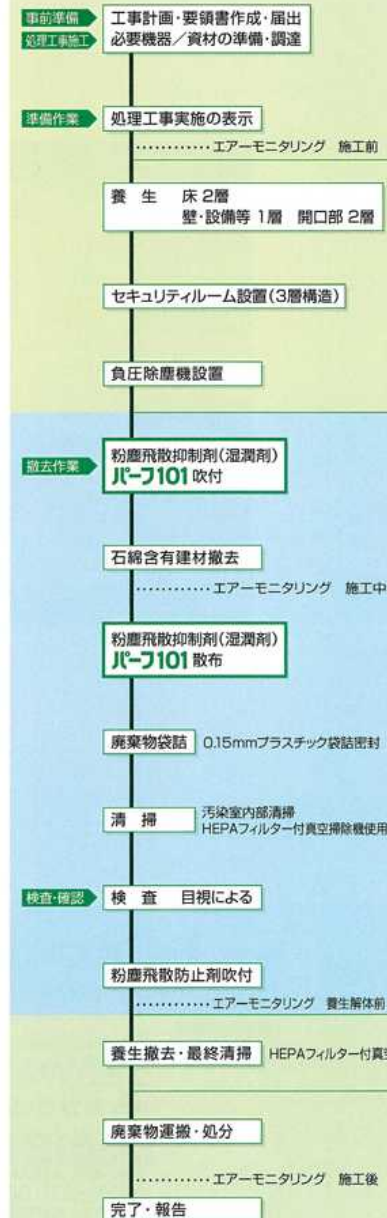 事前準備 工事計画・要領書作成・届出
処理工事施工 必要機器／資材の準備・調達
準備作業 処理工事実施の表示
…………エアーモニタリング 施工前
養 生 床 2層
壁・設備等 1層 開口部 2層
セキュリティルーム設置(3層構造)
負圧除塵機設置
撤去作業 粉塵飛散抑制剤(湿潤剤)
パーフ101 吹付
石綿含有建材撤去
…………エアーモニタリング 施工中
粉塵飛散抑制剤(湿潤剤)
パーフ101 散布
廃棄物袋詰 0.15mmプラスチック袋詰密封
清 掃 汚染室内部清掃
HEPAフィルター付真空掃除機使用
検査・確認 検 査 目視による
粉塵飛散防止剤吹付
…………エアーモニタリング 養生解体前
養生撤去・最終清掃 HEPAフィルター付真空
廃棄物運搬・処分
…………エアーモニタリング 施工後
完了・報告